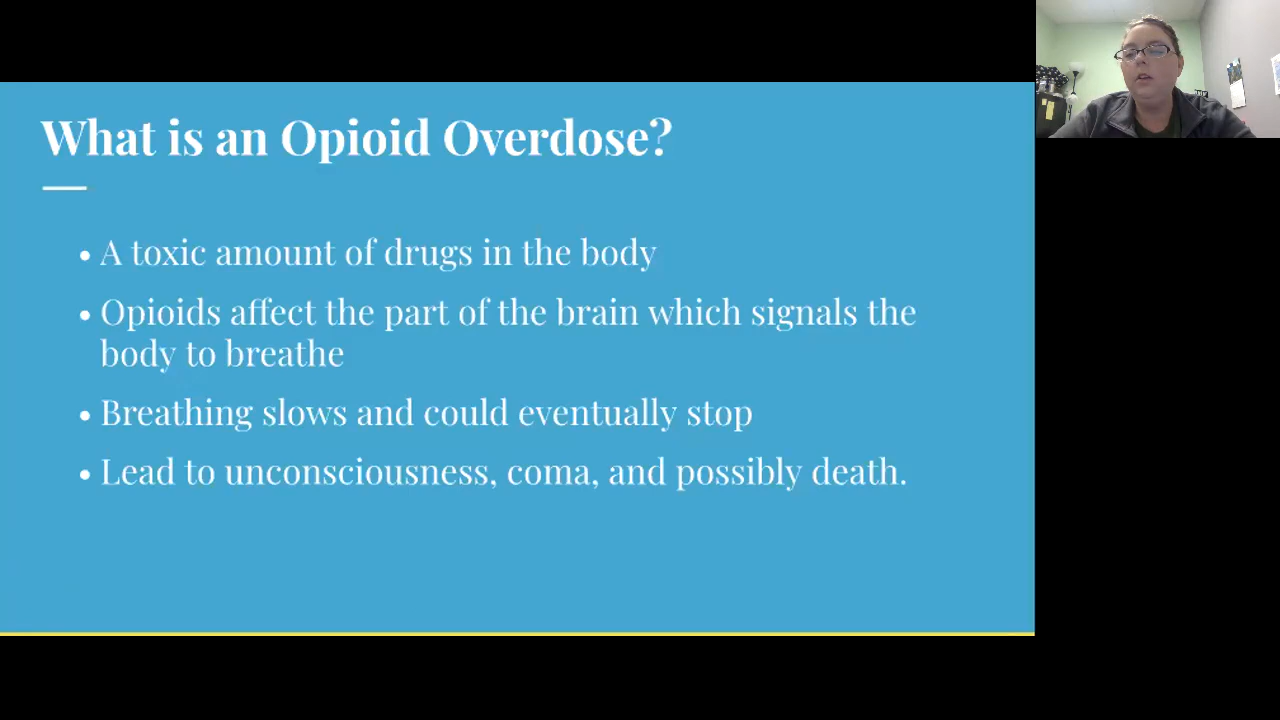 What is an Opioid Overdose?
• A toxic amount of drugs in the body
• Opioids affect the part of the brain which signals the
body to breathe
• Breathing slows and could eventually stop
• Lead to unconsciousness, coma, and possibly death.